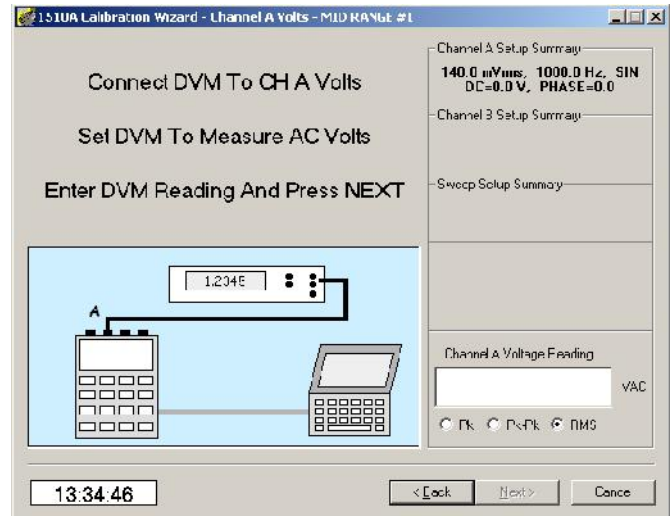 1510A Calibration Wizard - Channel A Volts - MID RANGE #1
Connect DVM To CH A Volts
Set DVM To Measure AC Volts
Enter DVM Reading And Press NEXT
Channel A Setup Summary
140.0 mVrms, 1000.0 Hz, SIN
DC=0.0 V, PHASE=0.0
Channel B Setup Summary
Sweep Setup Summary
1.2345
A
Channel A Voltage Reading
VAC
Pk
Pk-Pk
RMS
13:34:46
< Back
Next >
Cancel